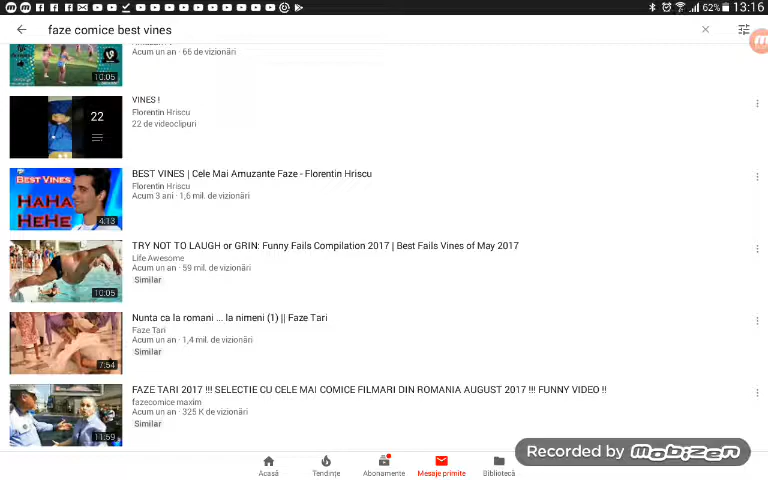 62% 13:16
faze comice best vines
Acum un an · 66 de vizionări
10:05
VINES !
Florentin Hriscu
22 de videoclipuri
22
BEST VINES | Cele Mai Amuzante Faze - Florentin Hriscu
Florentin Hriscu
Acum 3 ani · 1,6 mil. de vizionări
BEST VINES
HAHA
HEHE
4:13
TRY NOT TO LAUGH or GRIN: Funny Fails Compilation 2017 | Best Fails Vines of May 2017
Life Awesome
Acum un an · 59 mil. de vizionări
Similar
10:05
Nunta ca la romani ... la nimeni (1) || Faze Tari
Faze Tari
Acum un an · 1,4 mil. de vizionări
Similar
7:54
FAZE TARI 2017 !!! SELECTIE CU CELE MAI COMICE FILMARI DIN ROMANIA AUGUST 2017 !!! FUNNY VIDEO !!
fazecomice maxim
Acum un an · 325 K de vizionări
Similar
11:59
Acasă Tendințe Abonamente Mesaje primite Bibliotecă
Recorded by Mobizen